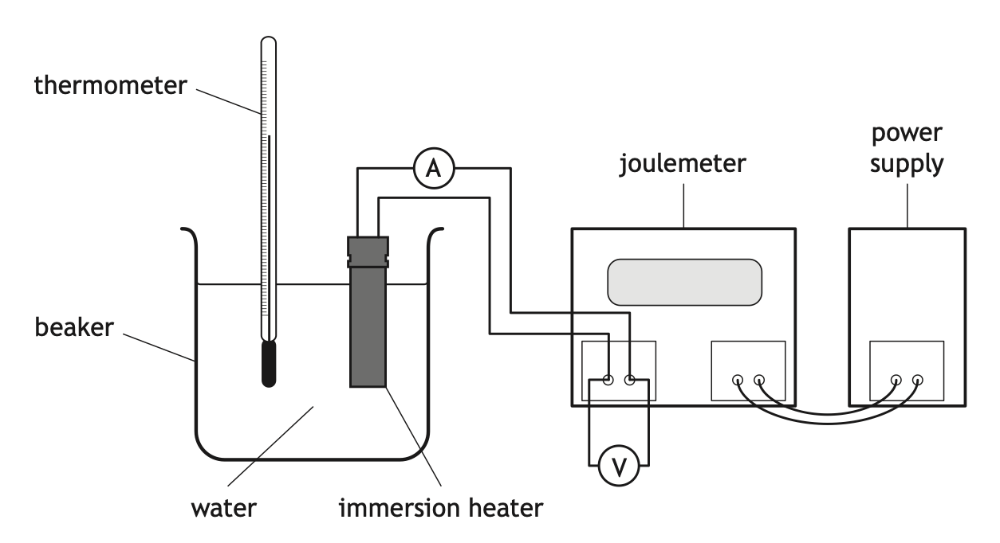 thermometer
A
joulemeter
power
supply
beaker
V
water
immersion heater